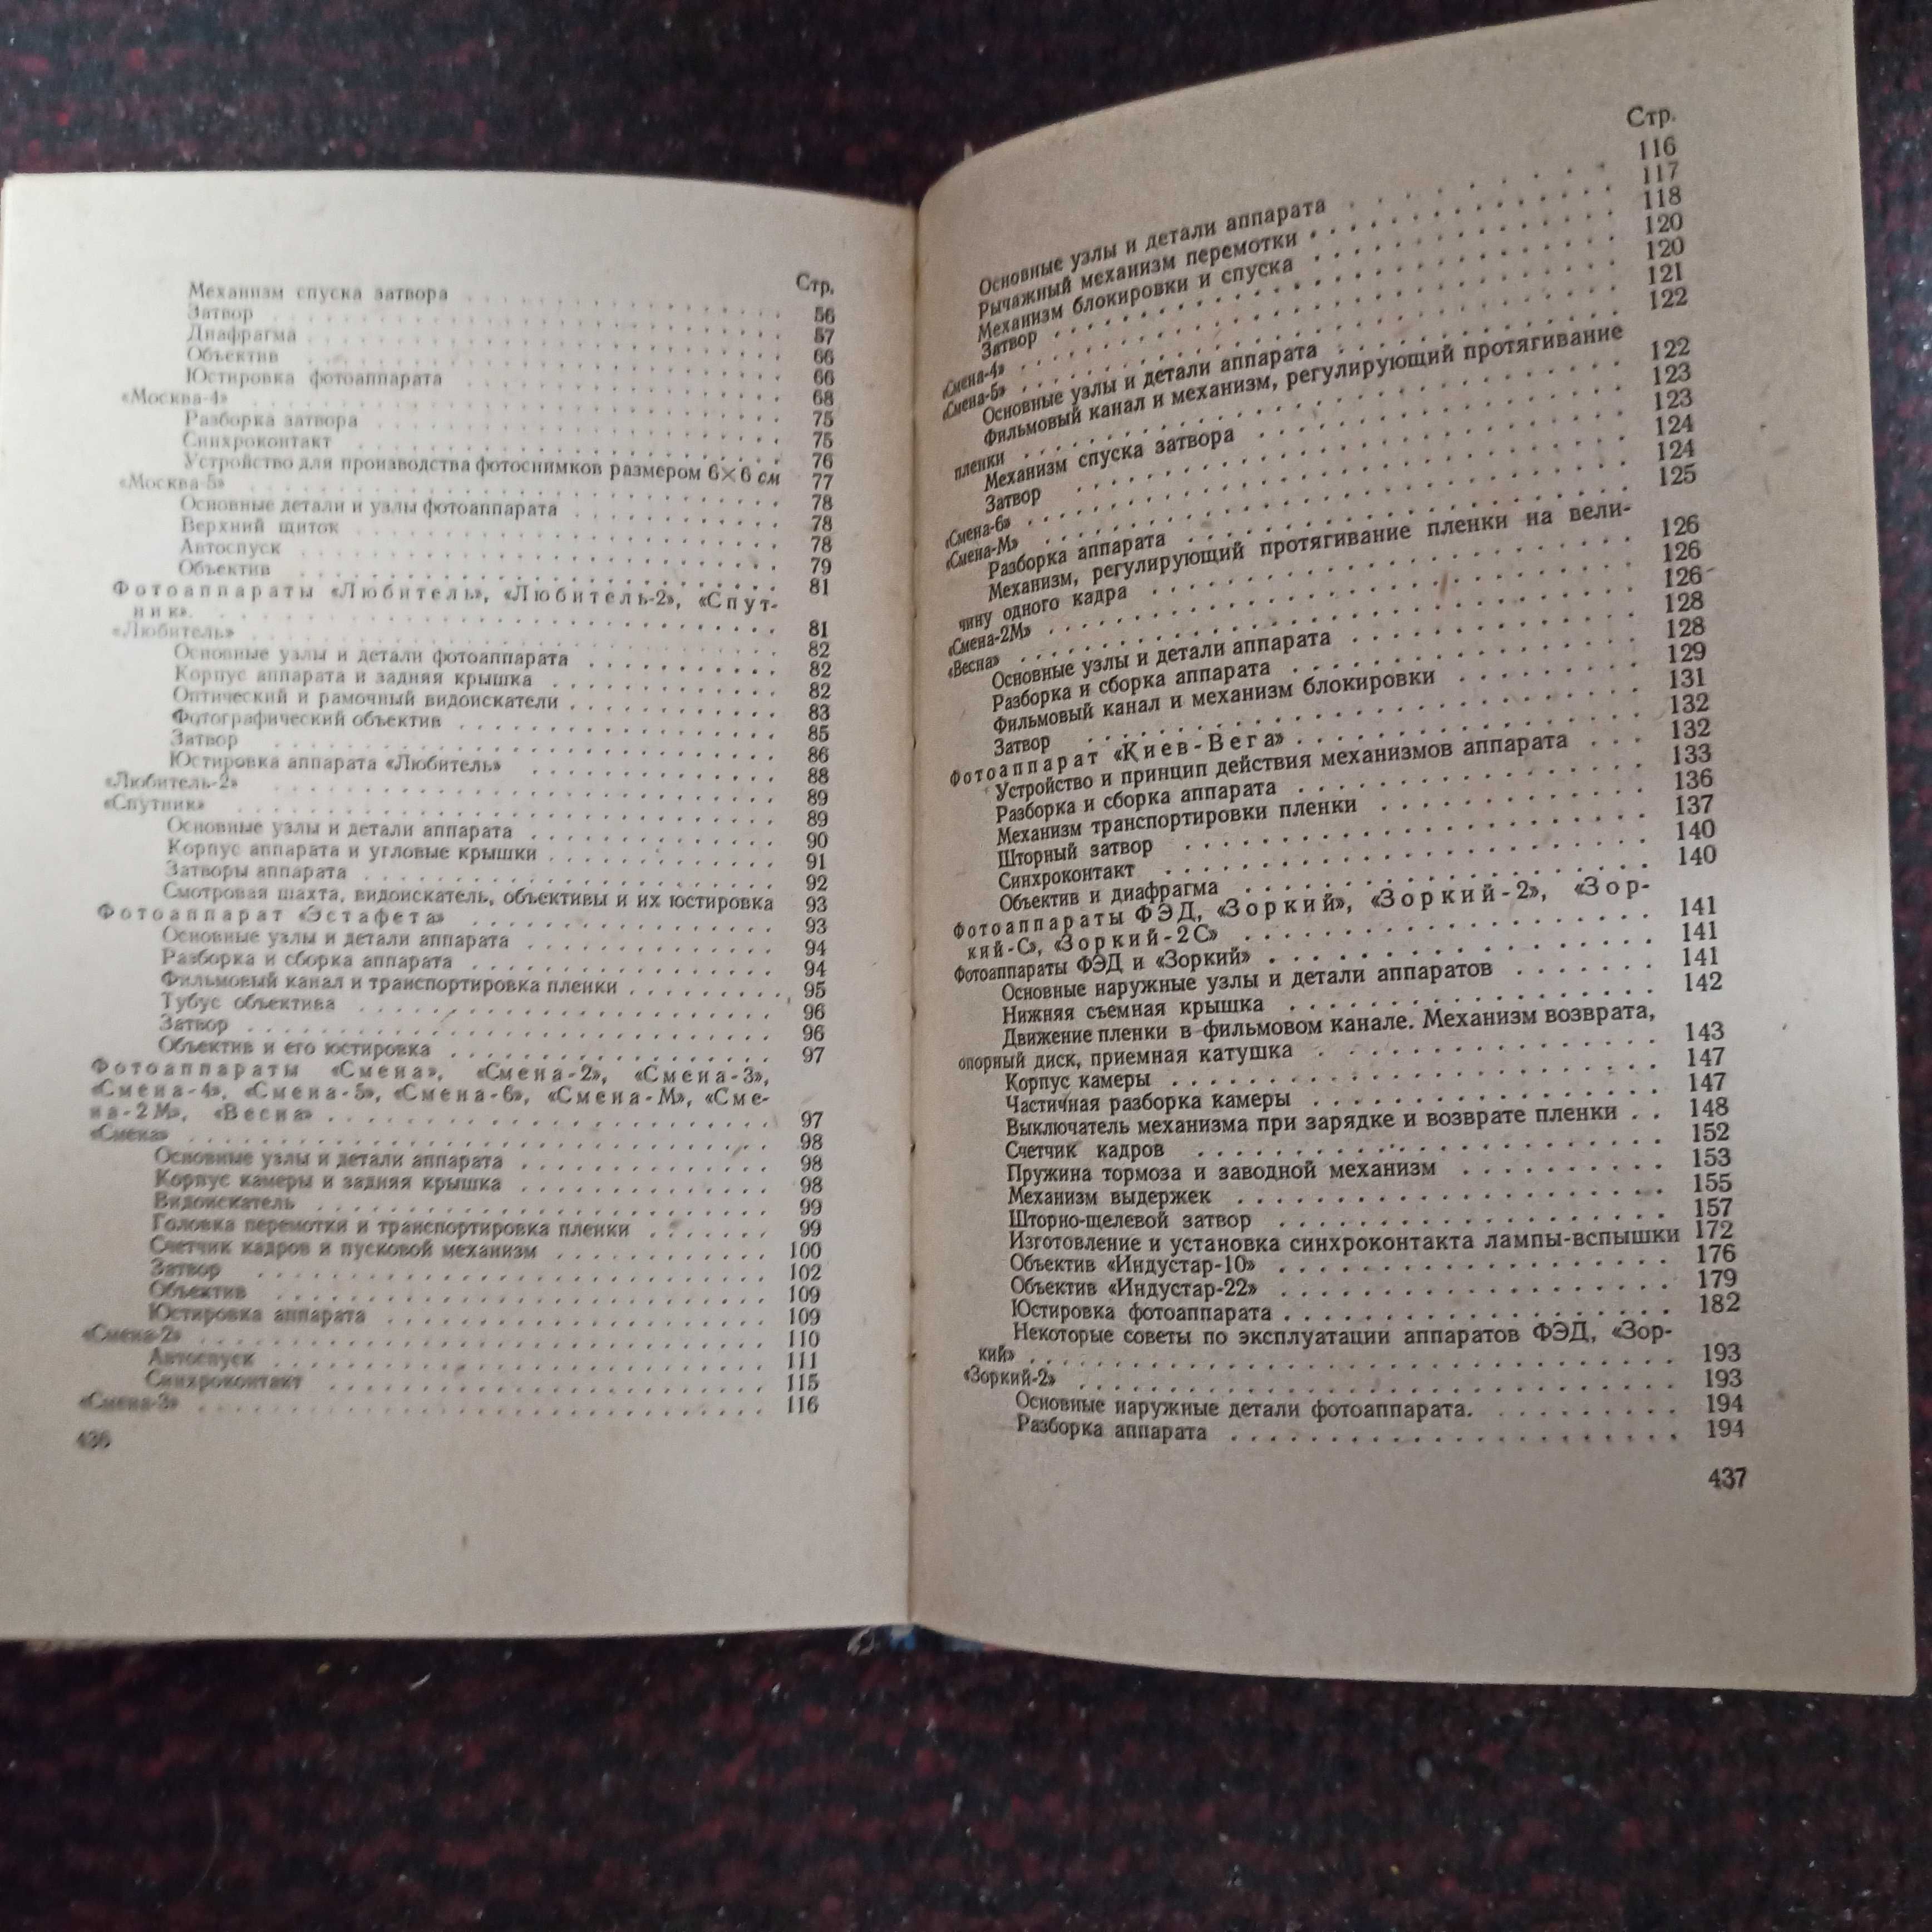 Стр.
Механизм спуска затвора . . . . . . . . . . . . . . . 56
Затвор . . . . . . . . . . . . . . . 57
Диафрагма . . . . . . . . . . . . . . . 66
Объектив . . . . . . . . . . . . . . . 66
Юстировка фотоаппарата . . . . . . . . . . . . . . . 68
«Москва-4» . . . . . . . . . . . . . . . 75
Разборка затвора . . . . . . . . . . . . . . . 75
Синхроконтакт . . . . . . . . . . . . . . . 76
Устройство для производства фотоснимков размером 6×6 см 77
«Москва-5» . . . . . . . . . . . . . . . 78
Основные детали и узлы фотоаппарата . . . . . . . . . . 78
Верхний щиток . . . . . . . . . . . . . . . 78
Автоспуск . . . . . . . . . . . . . . . 79
Объектив . . . . . . . . . . . . . . . 81
Фотоаппараты «Любитель», «Любитель-2», «Спут-
ник». . . . . . . . . . . . . . . 81
«Любитель» . . . . . . . . . . . . . . . 82
Основные узлы и детали фотоаппарата . . . . . . . . . . 82
Корпус аппарата и задняя крышка . . . . . . . . . . 82
Оптический и рамочный видоискатели . . . . . . . . . . 83
Фотографический объектив . . . . . . . . . . . . . . . 85
Затвор . . . . . . . . . . . . . . . 86
Юстировка аппарата «Любитель» . . . . . . . . . . 88
«Любитель-2» . . . . . . . . . . . . . . . 89
«Спутник» . . . . . . . . . . . . . . . 89
Основные узлы и детали аппарата . . . . . . . . . . 90
Корпус аппарата и угловые крышки . . . . . . . . . . 91
Затворы аппарата . . . . . . . . . . . . . . . 92
Смотровая шахта, видоискатель, объективы и их юстировка 93
Фотоаппарат «Эстафета» . . . . . . . . . . . . . . . 93
Основные узлы и детали аппарата . . . . . . . . . . 94
Разборка и сборка аппарата . . . . . . . . . . . . . . . 94
Фильмовый канал и транспортировка пленки . . . . . . . . 95
Тубус объектива . . . . . . . . . . . . . . . 96
Затвор . . . . . . . . . . . . . . . 96
Объектив и его юстировка . . . . . . . . . . . . . . . 97
Фотоаппараты «Смена», «Смена-2», «Смена-3»,
«Смена-4», «Смена-5», «Смена-6», «Смена-М», «Сме-
на-2М», «Весна» . . . . . . . . . . . . . . . 97
«Смена» . . . . . . . . . . . . . . . 98
Основные узлы и детали аппарата . . . . . . . . . . 98
Корпус камеры и задняя крышка . . . . . . . . . . 98
Видоискатель . . . . . . . . . . . . . . . 99
Головка перемотки и транспортировка пленки . . . . . . . 99
Счетчик кадров и пусковой механизм . . . . . . . . . . 100
Затвор . . . . . . . . . . . . . . . 102
Объектив . . . . . . . . . . . . . . . 109
Юстировка аппарата . . . . . . . . . . . . . . . 109
«Смена-2» . . . . . . . . . . . . . . . 110
Автоспуск . . . . . . . . . . . . . . . 111
Синхроконтакт . . . . . . . . . . . . . . . 115
«Смена-3» . . . . . . . . . . . . . . . 116
436
Стр.
Основные узлы и детали аппарата . . . . . . . . . . 116
Рычажный механизм перемотки . . . . . . . . . . 117
Механизм блокировки и спуска . . . . . . . . . . 118
Затвор . . . . . . . . . . . . . . . 120
«Смена-4» . . . . . . . . . . . . . . . 120
«Смена-5» . . . . . . . . . . . . . . . 121
Основные узлы и детали аппарата . . . . . . . . . . 122
Фильмовый канал и механизм, регулирующий протягивание
пленки . . . . . . . . . . . . . . . 122
Механизм спуска затвора . . . . . . . . . . . . . . . 123
Затвор . . . . . . . . . . . . . . . 123
«Смена-6» . . . . . . . . . . . . . . . 124
«Смена-М» . . . . . . . . . . . . . . . 124
Разборка аппарата . . . . . . . . . . . . . . . 125
Механизм, регулирующий протягивание пленки на вели-
чину одного кадра . . . . . . . . . . . . . . . 126
«Смена-2М» . . . . . . . . . . . . . . . 126
«Весна» . . . . . . . . . . . . . . . 126
Основные узлы и детали аппарата . . . . . . . . . . 128
Разборка и сборка аппарата . . . . . . . . . . 128
Фильмовый канал и механизм блокировки . . . . . . . . 129
Затвор . . . . . . . . . . . . . . . 131
Фотоаппарат «Киев-Вега» . . . . . . . . . . . . . . . 132
Устройство и принцип действия механизмов аппарата . . . 132
Разборка и сборка аппарата . . . . . . . . . . . . . . . 133
Механизм транспортировки пленки . . . . . . . . . . 136
Шторный затвор . . . . . . . . . . . . . . . 137
Синхроконтакт . . . . . . . . . . . . . . . 140
Объектив и диафрагма . . . . . . . . . . . . . . . 140
Фотоаппараты ФЭД, «Зоркий», «Зоркий-2», «Зор-
кий-С», «Зоркий-2С» . . . . . . . . . . . . . . . 141
Фотоаппараты ФЭД и «Зоркий» . . . . . . . . . . . . . . . 141
Основные наружные узлы и детали аппаратов . . . . . . . 141
Нижняя съемная крышка . . . . . . . . . . . . . . . 142
Движение пленки в фильмовом канале. Механизм возврата,
опорный диск, приемная катушка . . . . . . . . . . 143
Корпус камеры . . . . . . . . . . . . . . . 147
Частичная разборка камеры . . . . . . . . . . . . . . . 147
Выключатель механизма при зарядке и возврате пленки . . 148
Счетчик кадров . . . . . . . . . . . . . . . 152
Пружина тормоза и заводной механизм . . . . . . . . . 153
Механизм выдержек . . . . . . . . . . . . . . . 155
Шторно-щелевой затвор . . . . . . . . . . . . . . . 157
Изготовление и установка синхроконтакта лампы-вспышки 172
Объектив «Индустар-10» . . . . . . . . . . . . . . . 176
Объектив «Индустар-22» . . . . . . . . . . . . . . . 179
Юстировка фотоаппарата . . . . . . . . . . . . . . . 182
Некоторые советы по эксплуатации аппаратов ФЭД, «Зор-
кий» . . . . . . . . . . . . . . . 193
«Зоркий-2» . . . . . . . . . . . . . . . 193
Основные наружные детали фотоаппарата. . . . . . . . . 194
Разборка аппарата . . . . . . . . . . . . . . . 194
437